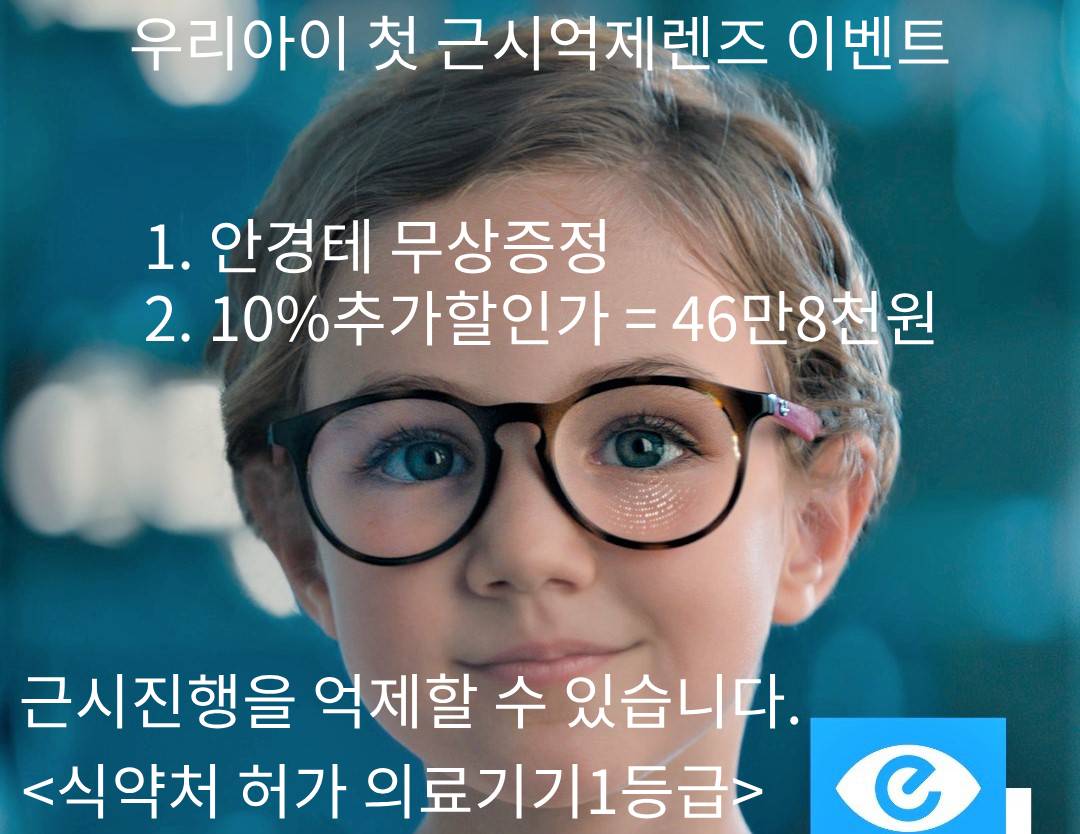 우리아이 첫 근시억제렌즈 이벤트
1. 안경테 무상증정
2. 10%추가할인가 = 46만8천원
근시진행을 억제할 수 있습니다.
<식약처 허가 의료기기1등급>